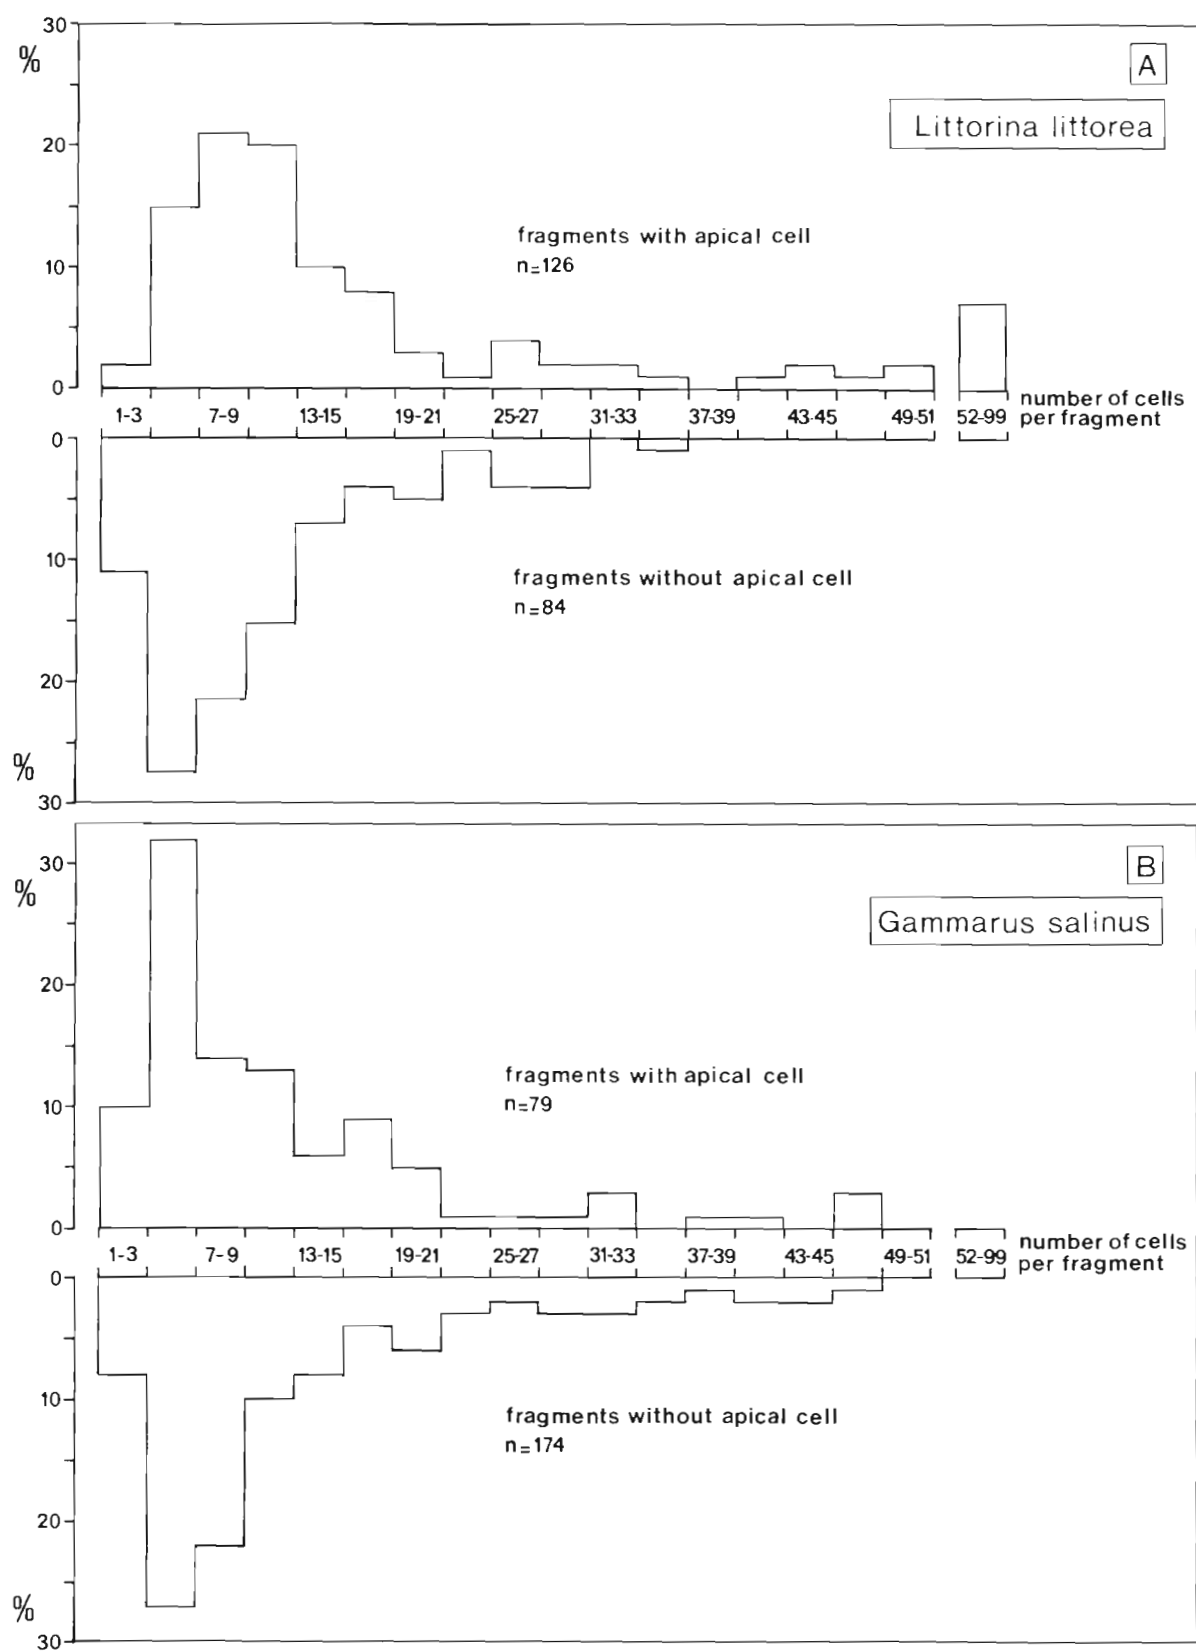 30
%
A
Littorina littorea
20
fragments with apical cell
n=126
10
0
1-3 7-9 13-15 19-21 25-27 31-33 37-39 43-45 49-51 52-99
number of cells
per fragment
0
10
fragments without apical cell
n=84
20
%
30
30
%
B
Gammarus salinus
20
fragments with apical cell
n=79
10
0
1-3 7-9 13-15 19-21 25-27 31-33 37-39 43-45 49-51 52-99
number of cells
per fragment
0
10
fragments without apical cell
n=174
20
%
30